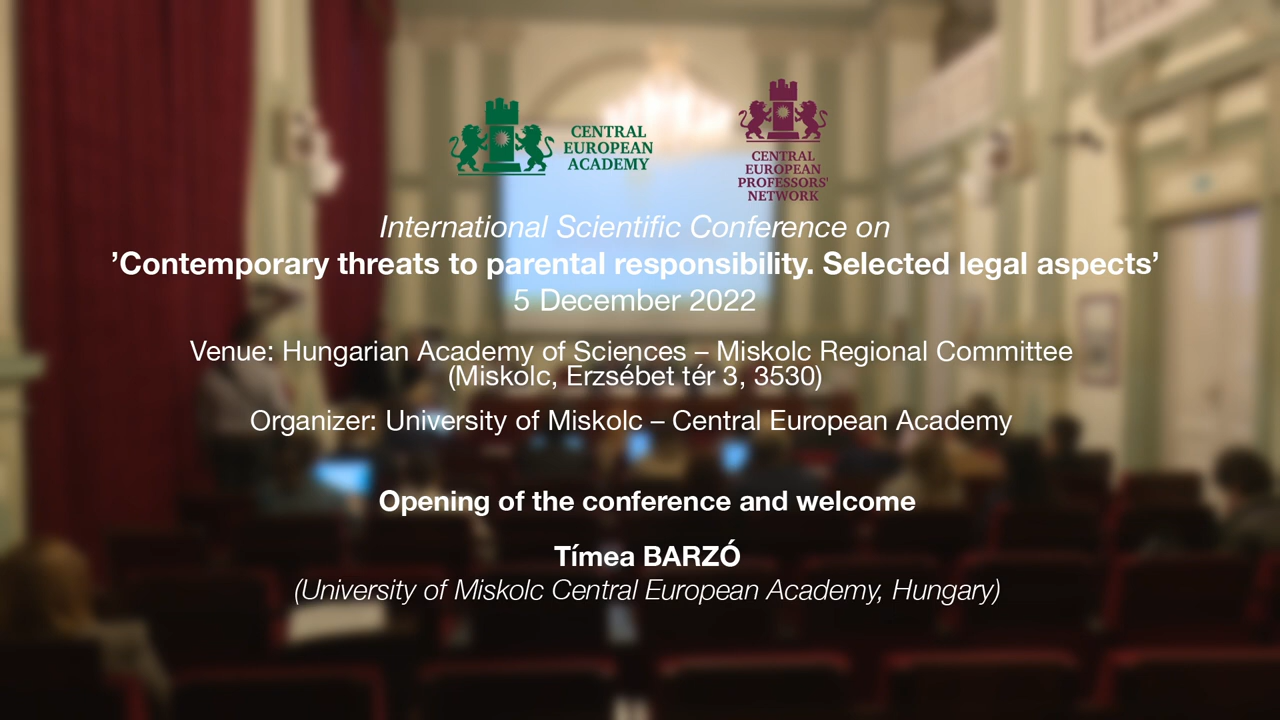 CENTRAL
EUROPEAN
ACADEMY
CENTRAL
EUROPEAN
PROFESSORS'
NETWORK
International Scientific Conference on
’Contemporary threats to parental responsibility. Selected legal aspects’
5 December 2022
Venue: Hungarian Academy of Sciences – Miskolc Regional Committee
(Miskolc, Erzsébet tér 3, 3530)
Organizer: University of Miskolc – Central European Academy
Opening of the conference and welcome
Tímea BARZÓ
(University of Miskolc Central European Academy, Hungary)